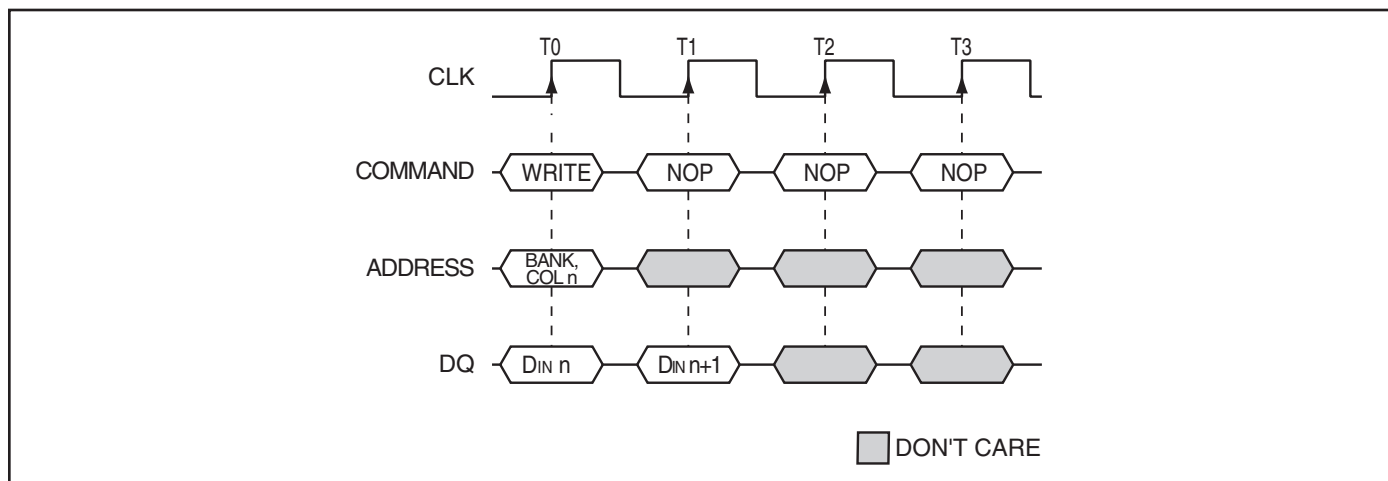 T0 T1 T2 T3
CLK
COMMAND WRITE NOP NOP NOP
ADDRESS BANK, COL n
DQ DIN n DIN n+1
DON'T CARE